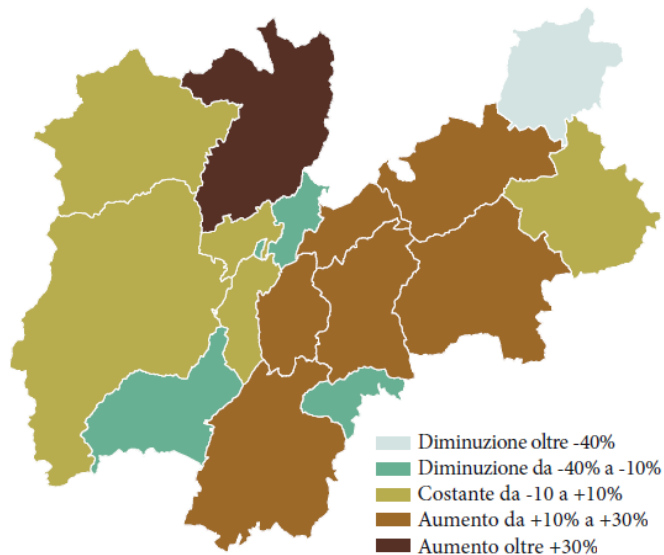 Diminuzione oltre -40%
Diminuzione da -40% a -10%
Costante da -10 a +10%
Aumento da +10% a +30%
Aumento oltre +30%